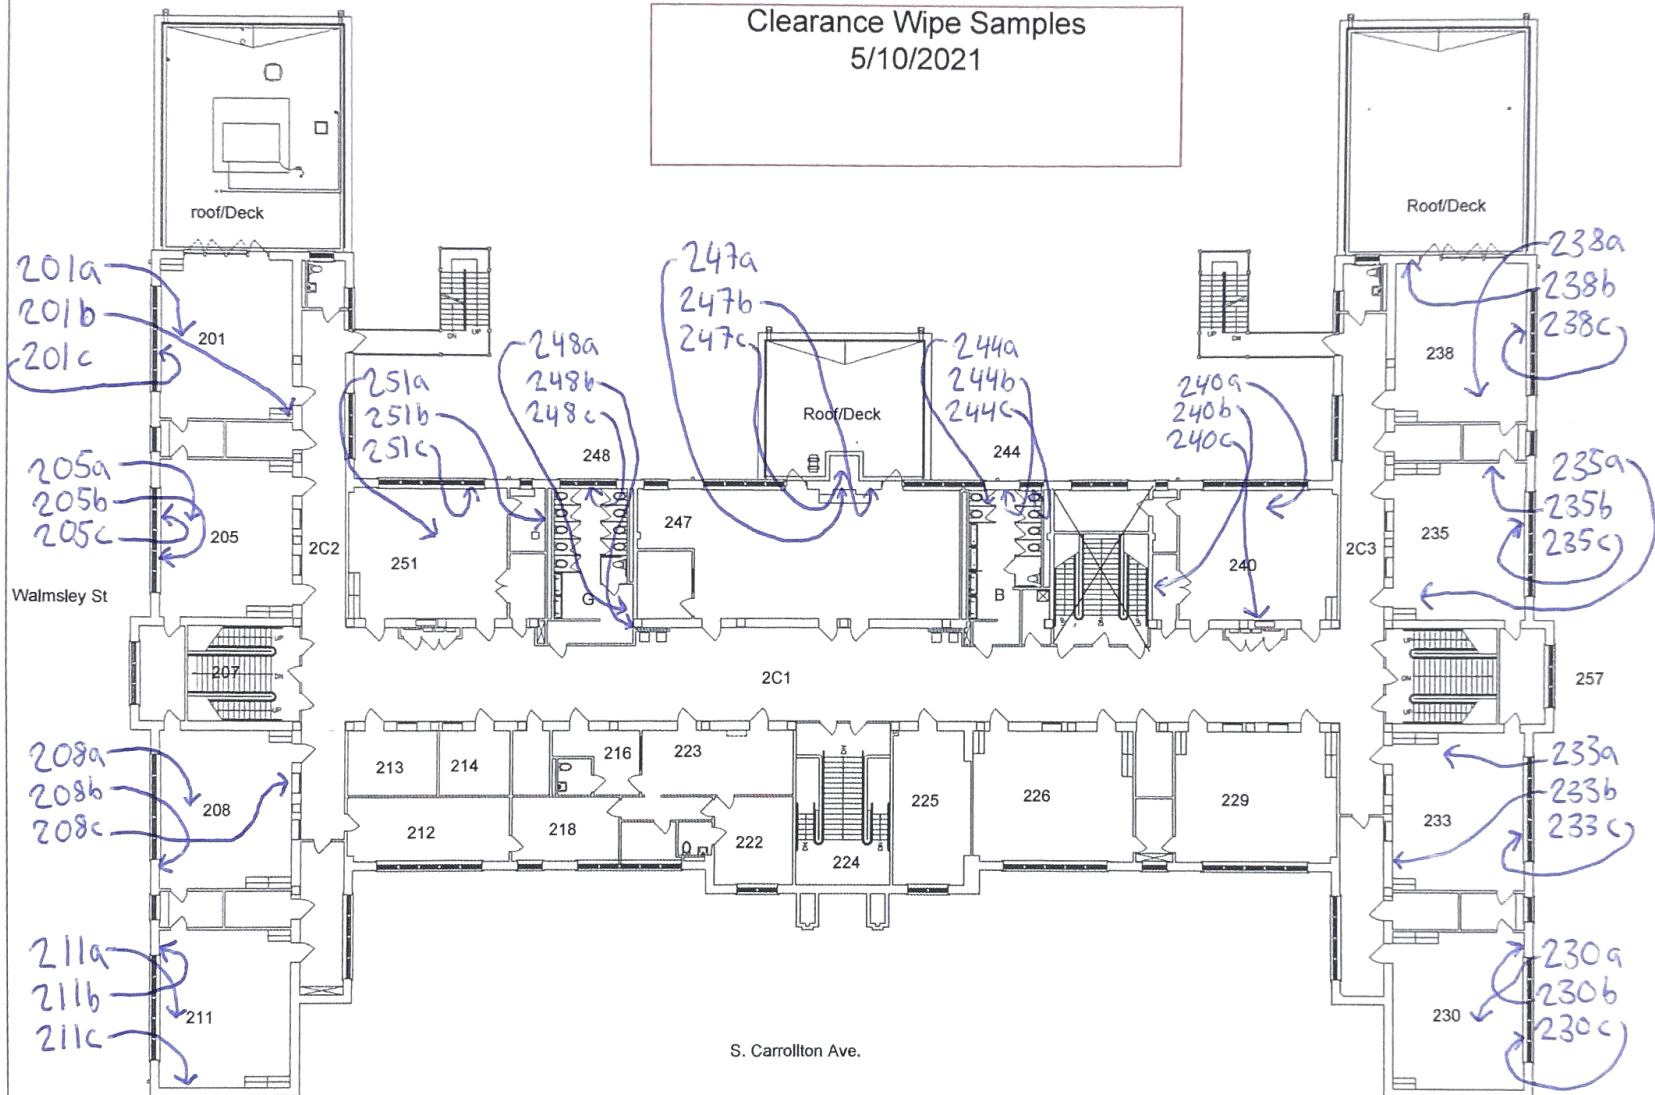 Clearance Wipe Samples
5/10/2021
roof/Deck
Roof/Deck
201a
201b
201c
201
247a
247b
247c
238a
238b
238c
238
248a
248b
248c
251a
251b
251c
Roof/Deck
244a
244b
244c
240a
240b
240c
248
244
205a
205b
205c
205
2C2
251
247
G
B
240
2C3
235
235a
235b
235c
Walmsley St
207
2C1
257
208a
208b
208c
208
213
214
216
223
212
218
222
224
225
226
229
233
233a
233b
233c
211a
211b
211c
211
230
230a
230b
230c
S. Carrollton Ave.